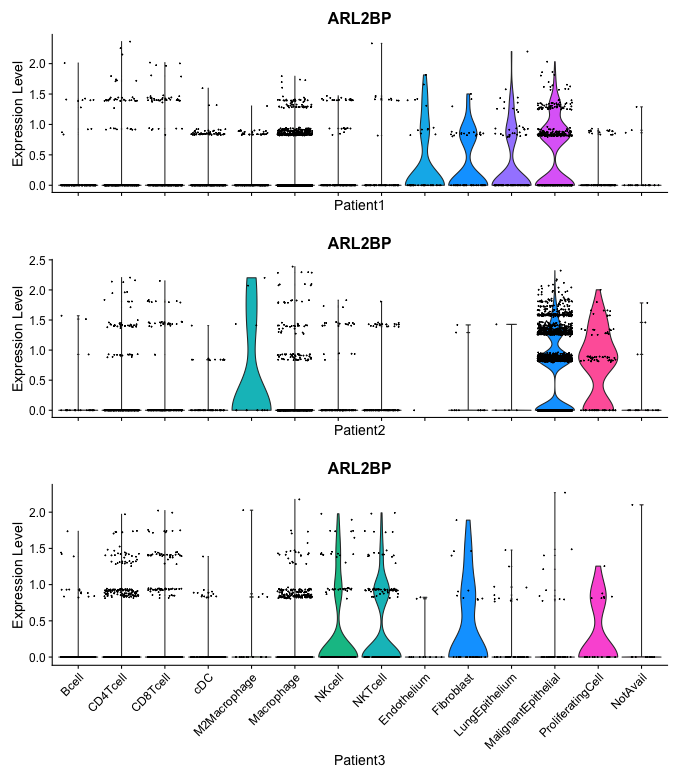 ARL2BP
Expression Level
2.0
1.5
1.0
0.5
0.0
Patient1
ARL2BP
Expression Level
2.5
2.0
1.5
1.0
0.5
0.0
Patient2
ARL2BP
Expression Level
2.0
1.5
1.0
0.5
0.0
Bcell
CD4Tcell
CD8Tcell
cDC
M2Macrophage
Macrophage
NKcell
NKTcell
Endothelium
Fibroblast
LungEpithelium
MalignantEpithelial
ProliferatingCell
NotAvail
Patient3